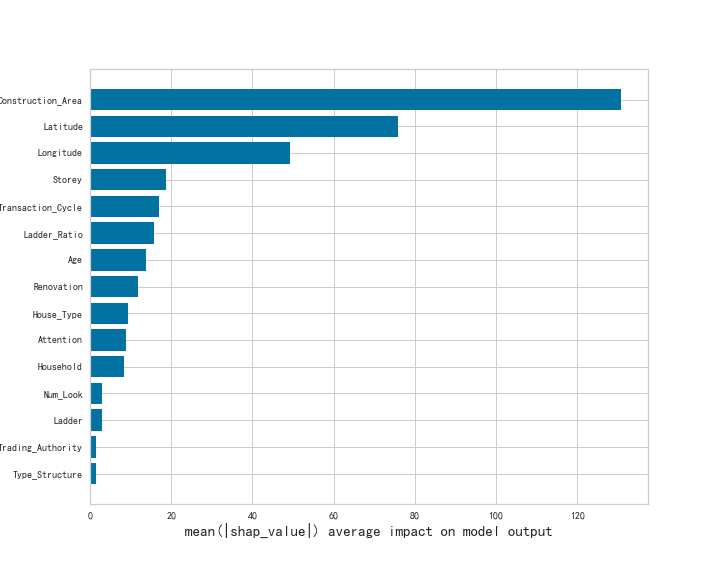 Construction_Area
Latitude
Longitude
Storey
Transaction_Cycle
Ladder_Ratio
Age
Renovation
House_Type
Attention
Household
Num_Look
Ladder
Trading_Authority
Type_Structure
0 20 40 60 80 100 120
mean(|shap_value|) average impact on model output